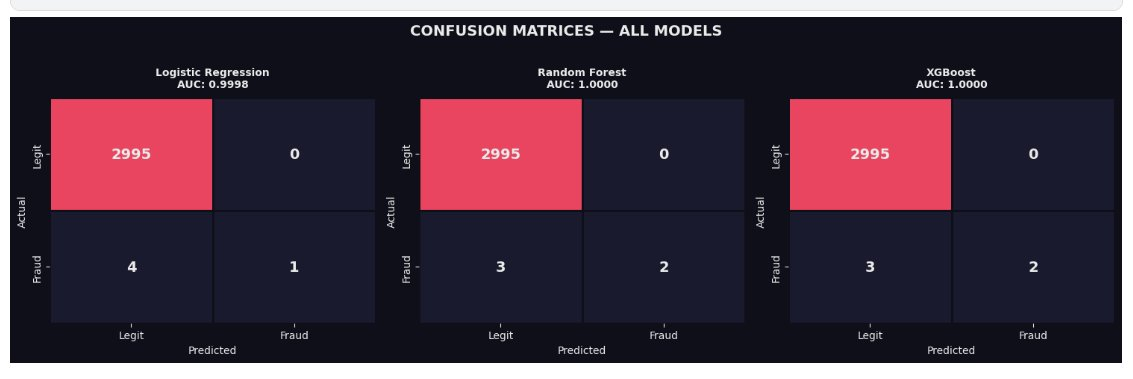 CONFUSION MATRICES — ALL MODELS
Logistic Regression
AUC: 0.9998
Legit
2995
0
Actual
Fraud
4
1
Legit
Fraud
Predicted
Random Forest
AUC: 1.0000
Legit
2995
0
Actual
Fraud
3
2
Legit
Fraud
Predicted
XGBoost
AUC: 1.0000
Legit
2995
0
Actual
Fraud
3
2
Legit
Fraud
Predicted